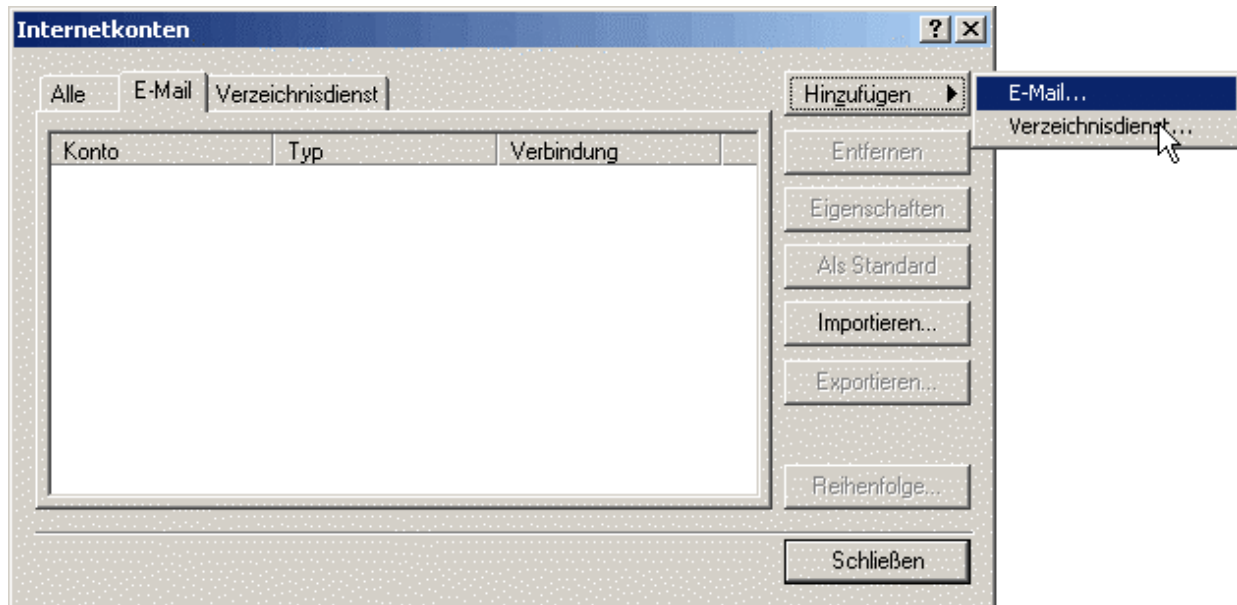 Internetkonten
Alle E-Mail Verzeichnisdienst
Hinzufügen
E-Mail...
Verzeichnisdienst...
Konto Typ Verbindung
Entfernen
Eigenschaften
Als Standard
Importieren...
Exportieren...
Reihenfolge...
Schließen